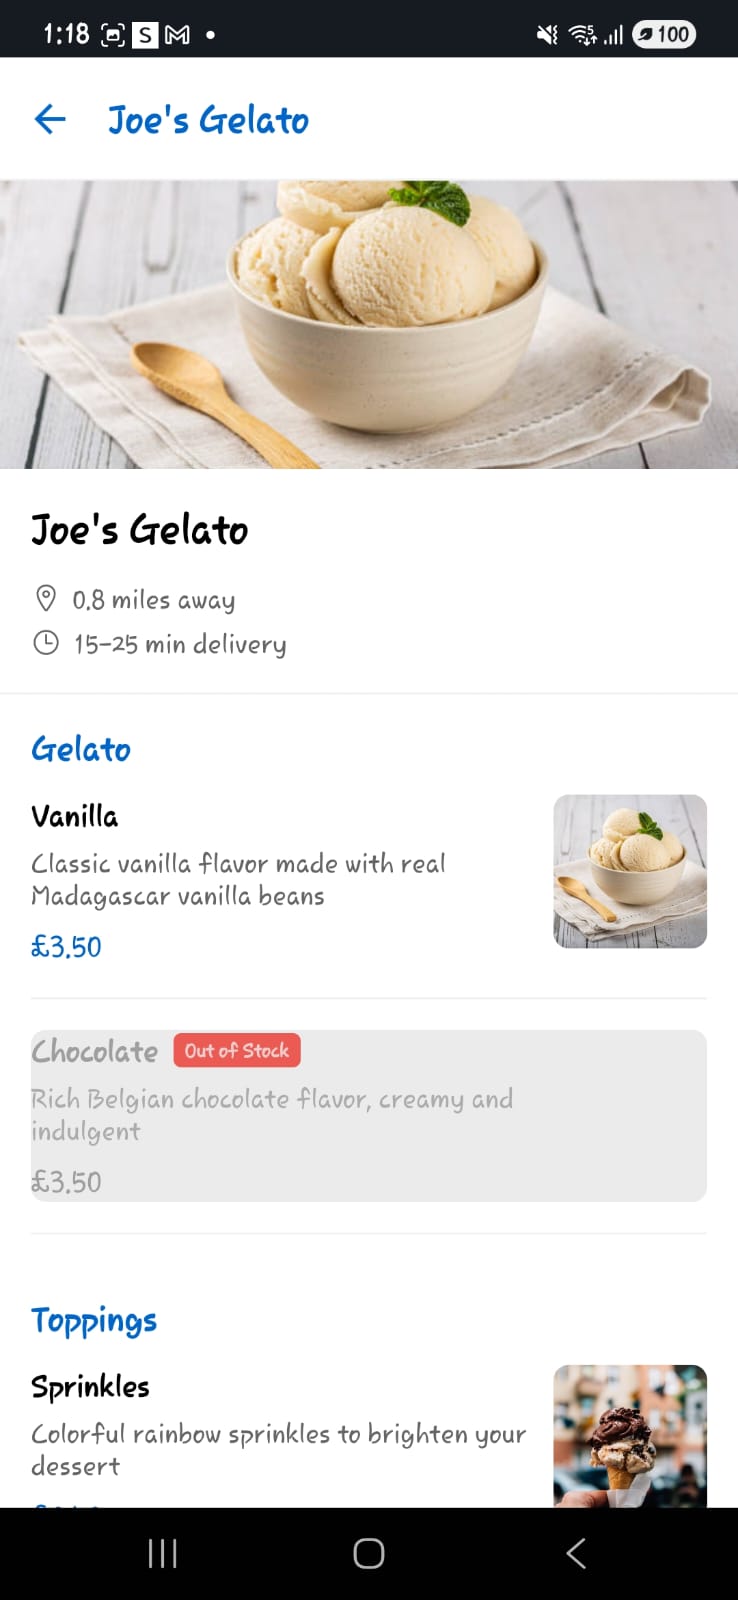 1:18 S 100
Joe's Gelato
Joe's Gelato
0.8 miles away
15–25 min delivery
Gelato
Vanilla
Classic vanilla flavor made with real
Madagascar vanilla beans
£3.50
Chocolate Out of Stock
Rich Belgian chocolate flavor, creamy and
indulgent
£3.50
Toppings
Sprinkles
Colorful rainbow sprinkles to brighten your
dessert